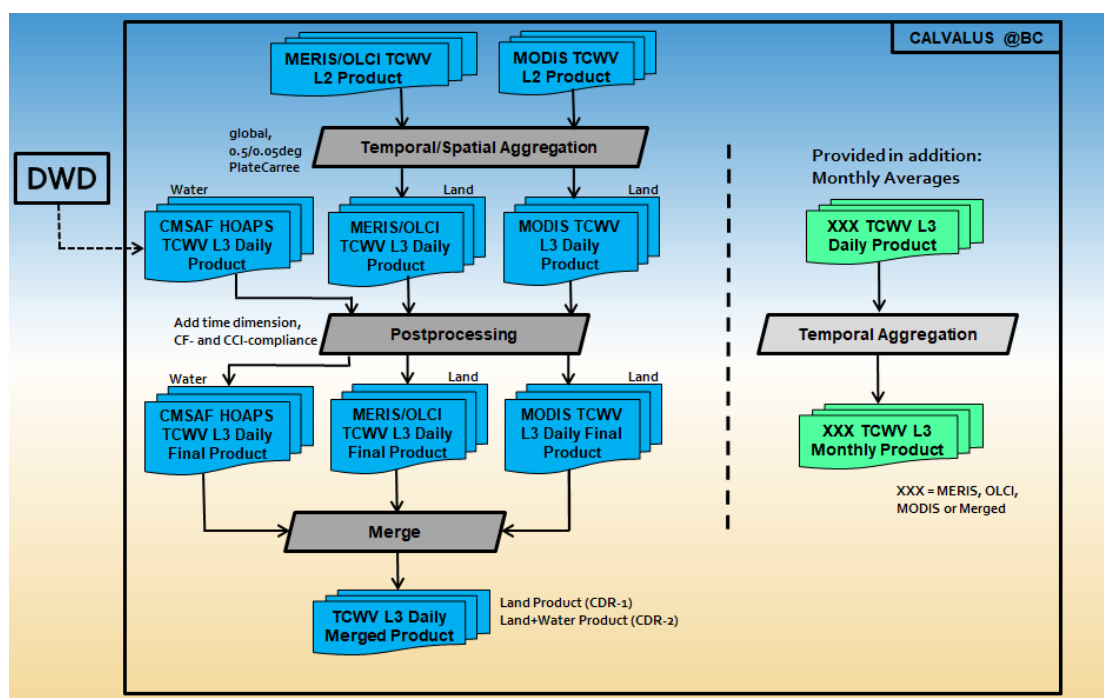 CALVALUS @BC
MERIS/OLCI TCWV
L2 Product
MODIS TCWV
L2 Product
global,
0.5/0.05deg
PlateCarree
Temporal/Spatial Aggregation
DWD
Water
Land
Land
CMSAF HOAPS
TCWV L3 Daily
Product
MERIS/OLCI
TCWV L3 Daily
Product
MODIS TCWV
L3 Daily
Product
Add time dimension,
CF- and CCI-compliance
Postprocessing
Water
Land
Land
CMSAF HOAPS
TCWV L3 Daily
Final Product
MERIS/OLCI
TCWV L3 Daily
Final Product
MODIS TCWV
L3 Daily Final
Product
Merge
TCWV L3 Daily
Merged Product
Land Product (CDR-1)
Land+Water Product (CDR-2)
Provided in addition:
Monthly Averages
XXX TCWV L3
Daily Product
Temporal Aggregation
XXX TCWV L3
Monthly Product
XXX = MERIS, OLCI,
MODIS or Merged